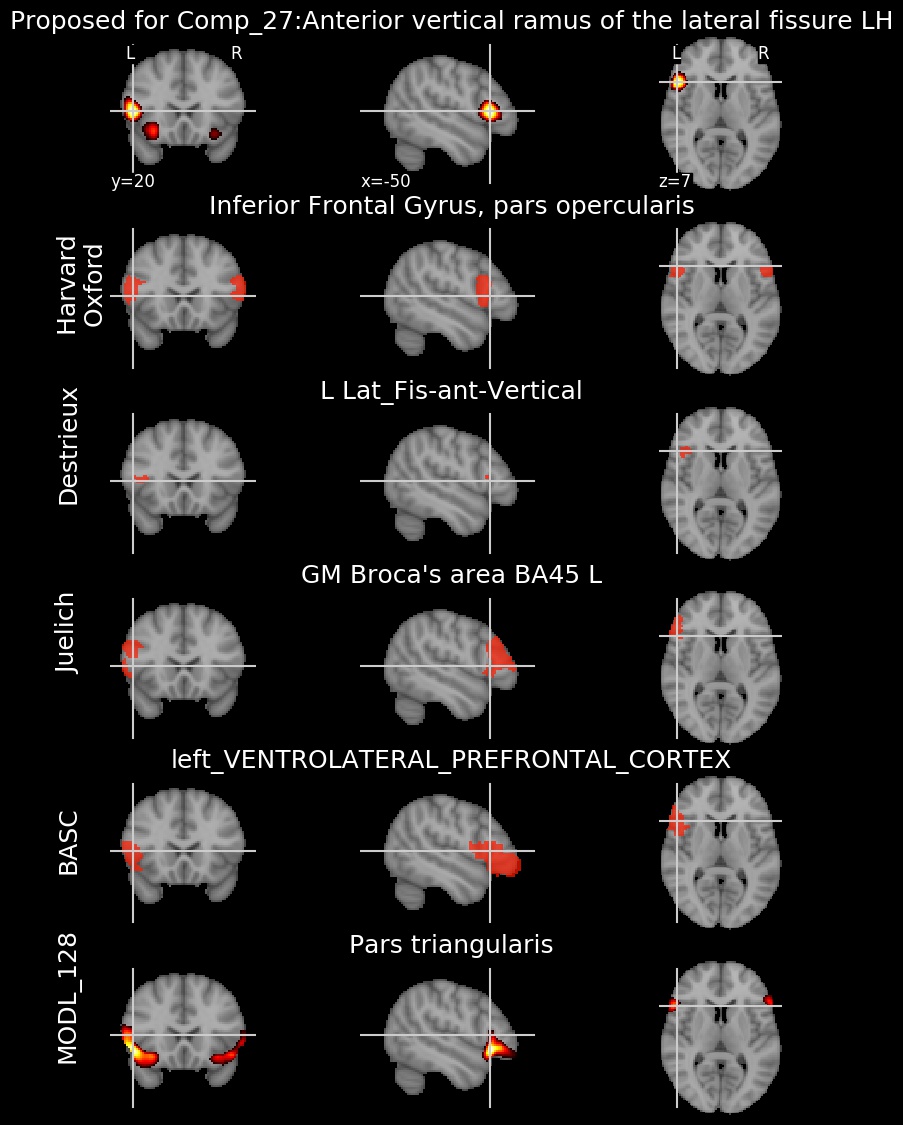 Proposed for Comp_27:Anterior vertical ramus of the lateral fissure LH
L R L R
y=20 x=-50 z=7
Inferior Frontal Gyrus, pars opercularis
Harvard
Oxford
L Lat_Fis-ant-Vertical
Destrieux
GM Broca's area BA45 L
Juelich
left_VENTROLATERAL_PREFRONTAL_CORTEX
BASC
Pars triangularis
MODL_128